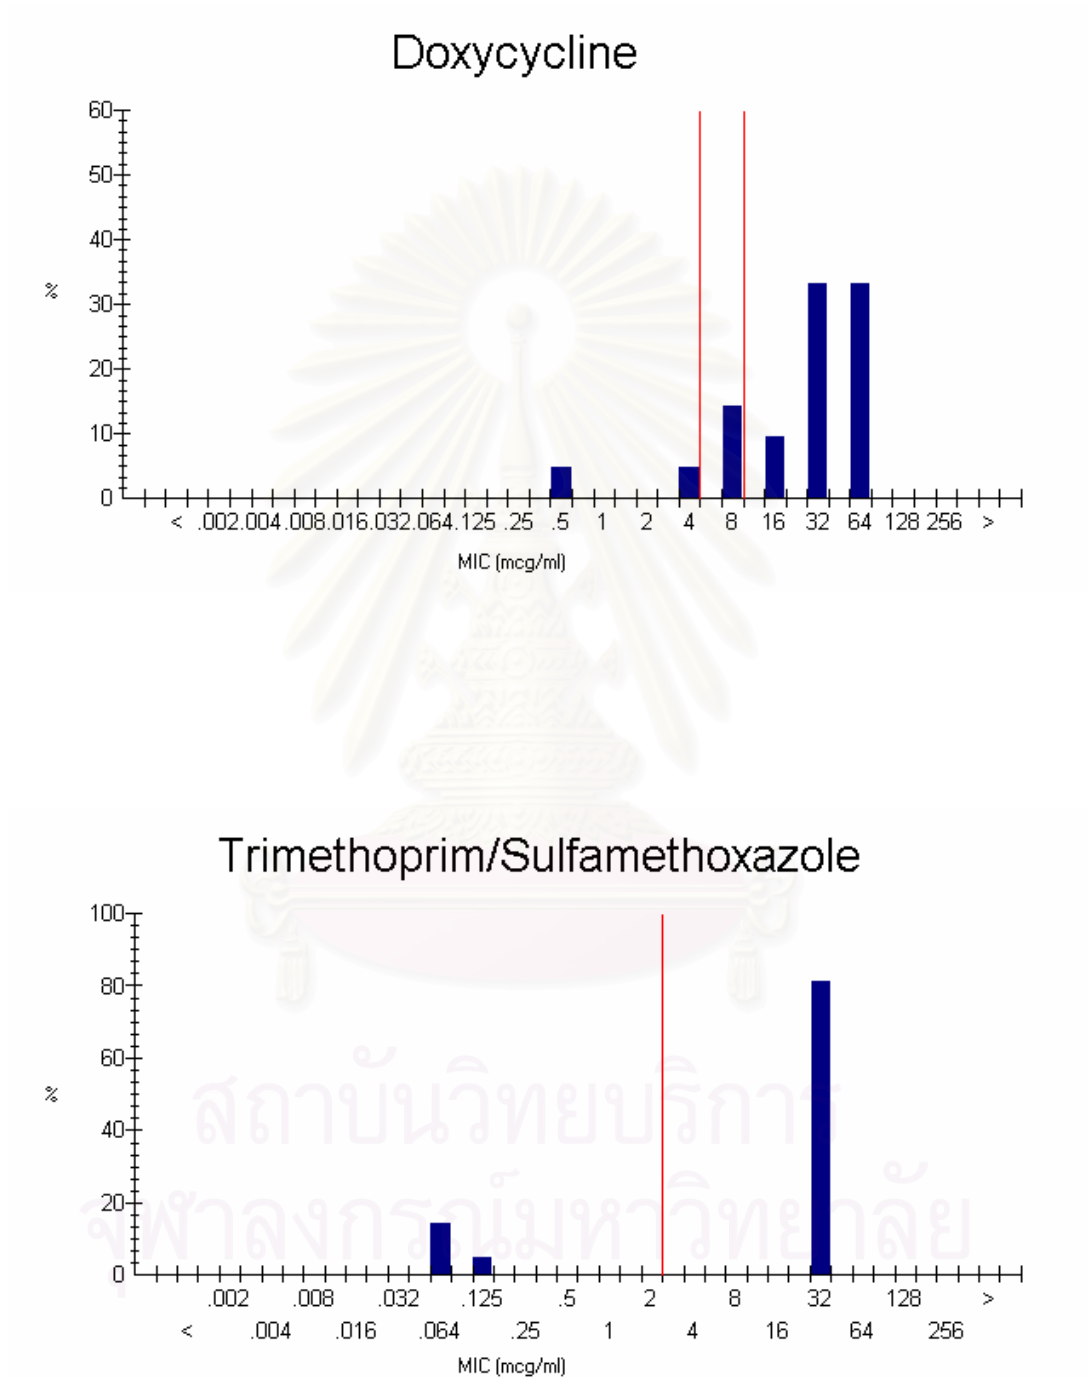 Doxycycline
60
50
40
%
30
20
10
0
< .002 .004 .008 .016 .032 .064 .125 .25 .5 1 2 4 8 16 32 64 128 256 >
MIC (mcg/ml)
Trimethoprim/Sulfamethoxazole
100
80
60
%
40
20
0
.002 .008 .032 .125 .5 2 8 32 128 >
< .004 .016 .064 .25 1 4 16 64 256
MIC (mcg/ml)
สถาบันวิทยบริการ
จุฬาลงกรณ์มหาวิทยาลัย